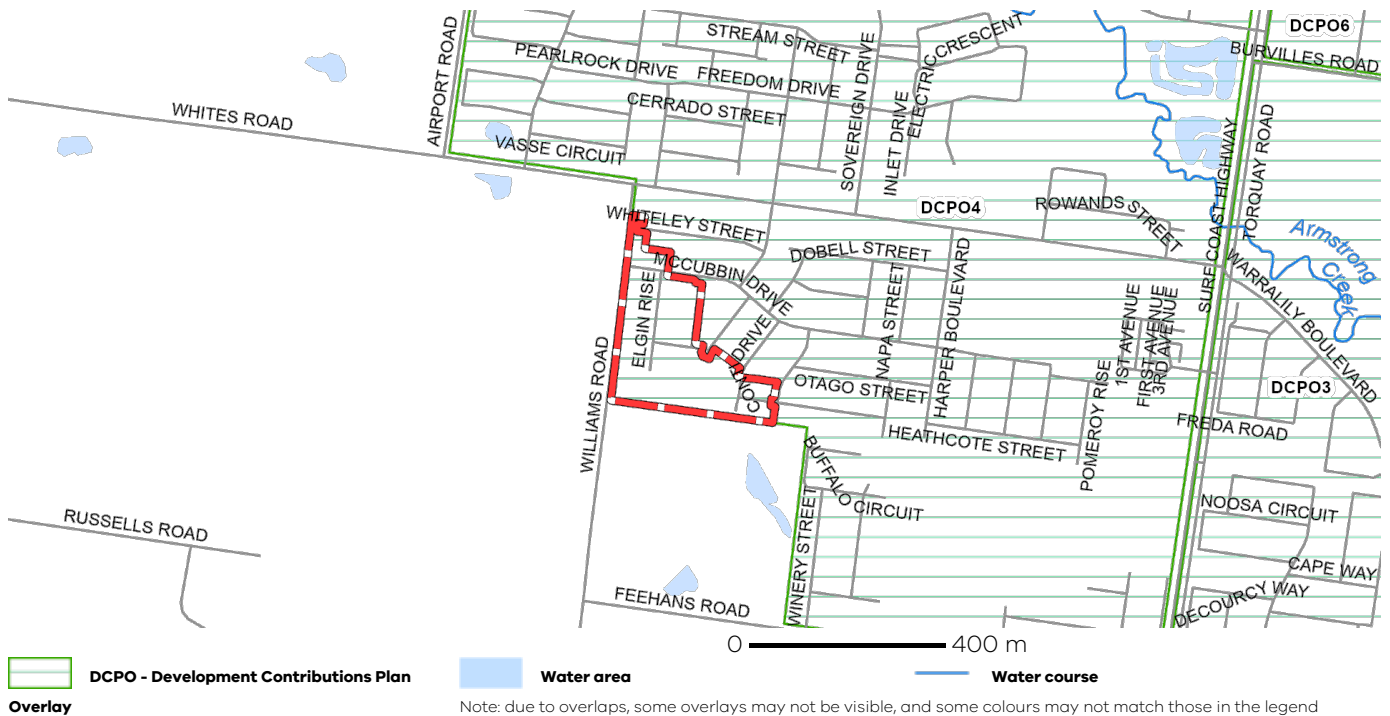 DCPO6
STREAM STREET
ELECTRIC CRESCENT
AIRPORT ROAD
PEARLROCK DRIVE
FREEDOM DRIVE
SOVEREIGN DRIVE
BURVILLES ROAD
WHITES ROAD
CERRADO STREET
INLET DRIVE
VASSE CIRCUIT
SURF COAST HIGHWAY
TORQUAY ROAD
DCPO4
ROWANDS STREET
WHITELEY STREET
DOBELL STREET
Armstrong
Creek
MCCUBBIN DRIVE
WARRALILY BOULEVARD
ELGIN RISE
NAPA STREET
HARPER BOULEVARD
1ST AVENUE
FIRST AVENUE
3RD AVENUE
CONTI DRIVE
WILLIAMS ROAD
OTAGO STREET
POMEROY RISE
DCPO3
FREDA ROAD
HEATHCOTE STREET
BUFFALO CIRCUIT
NOOSA CIRCUIT
RUSSELLS ROAD
WINERY STREET
CAPE WAY
FEEHANS ROAD
DECOURCY WAY
0 400 m
DCPO - Development Contributions Plan
Overlay
Water area
Water course
Note: due to overlaps, some overlays may not be visible, and some colours may not match those in the legend